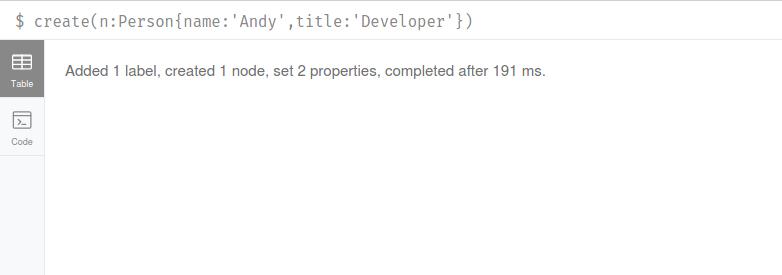 $ create(n:Person{name:'Andy',title:'Developer'})
Table
Added 1 label, created 1 node, set 2 properties, completed after 191 ms.
Code